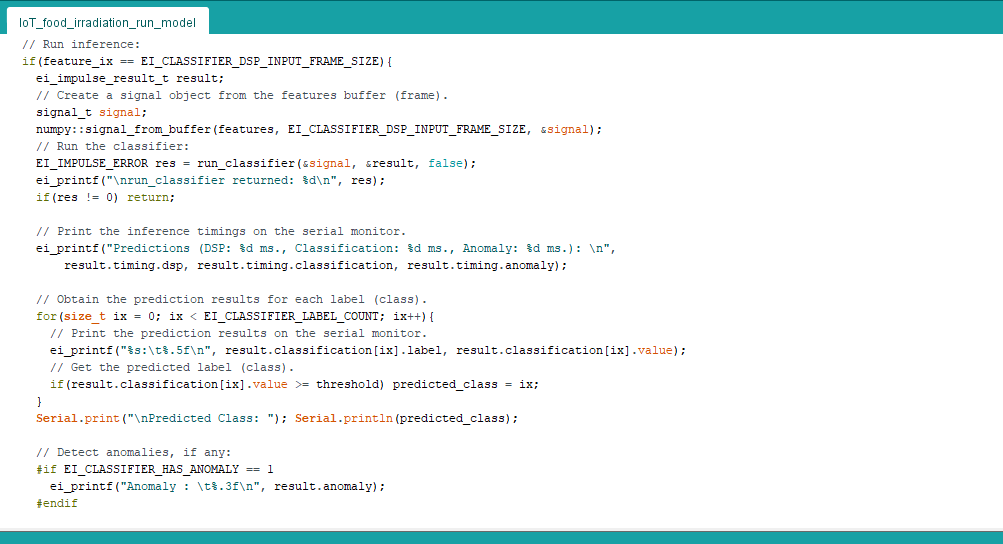 IoT_food_irradiation_run_model
// Run inference:
if(feature_ix == EI_CLASSIFIER_DSP_INPUT_FRAME_SIZE){
ei_impulse_result_t result;
// Create a signal object from the features buffer (frame).
signal_t signal;
numpy::signal_from_buffer(features, EI_CLASSIFIER_DSP_INPUT_FRAME_SIZE, &signal);
// Run the classifier:
EI_IMPULSE_ERROR res = run_classifier(&signal, &result, false);
ei_printf("\nrun_classifier returned: %d\n", res);
if(res != 0) return;
// Print the inference timings on the serial monitor.
ei_printf("Predictions (DSP: %d ms., Classification: %d ms., Anomaly: %d ms.): \n",
result.timing.dsp, result.timing.classification, result.timing.anomaly);
// Obtain the prediction results for each label (class).
for(size_t ix = 0; ix < EI_CLASSIFIER_LABEL_COUNT; ix++){
// Print the prediction results on the serial monitor.
ei_printf("%s:\t%.5f\n", result.classification[ix].label, result.classification[ix].value);
// Get the predicted label (class).
if(result.classification[ix].value >= threshold) predicted_class = ix;
}
Serial.print("\nPredicted Class: "); Serial.println(predicted_class);
// Detect anomalies, if any:
#if EI_CLASSIFIER_HAS_ANOMALY == 1
ei_printf("Anomaly : \t%.3f\n", result.anomaly);
#endif